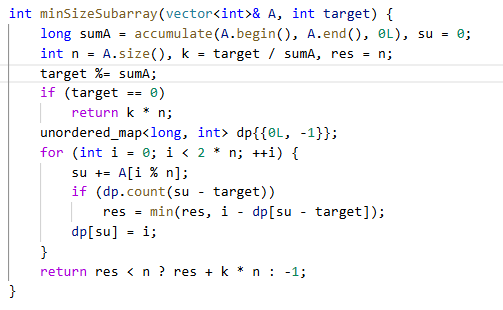 int minSizeSubarray(vector<int>& A, int target) {
    long sumA = accumulate(A.begin(), A.end(), 0L), su = 0;
    int n = A.size(), k = target / sumA, res = n;
    target %= sumA;
    if (target == 0)
        return k * n;
    unordered_map<long, int> dp{{0L, -1}};
    for (int i = 0; i < 2 * n; ++i) {
        su += A[i % n];
        if (dp.count(su - target))
            res = min(res, i - dp[su - target]);
        dp[su] = i;
    }
    return res < n ? res + k * n : -1;
}